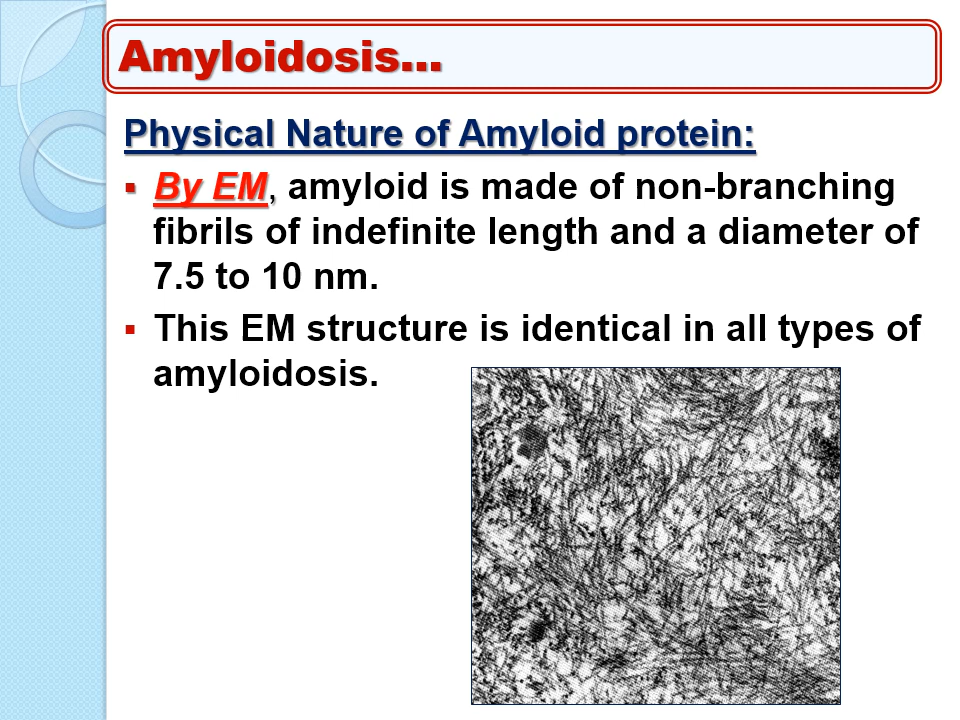 Amyloidosis...
Physical Nature of Amyloid protein:
▪ By EM, amyloid is made of non-branching
fibrils of indefinite length and a diameter of
7.5 to 10 nm.
▪ This EM structure is identical in all types of
amyloidosis.